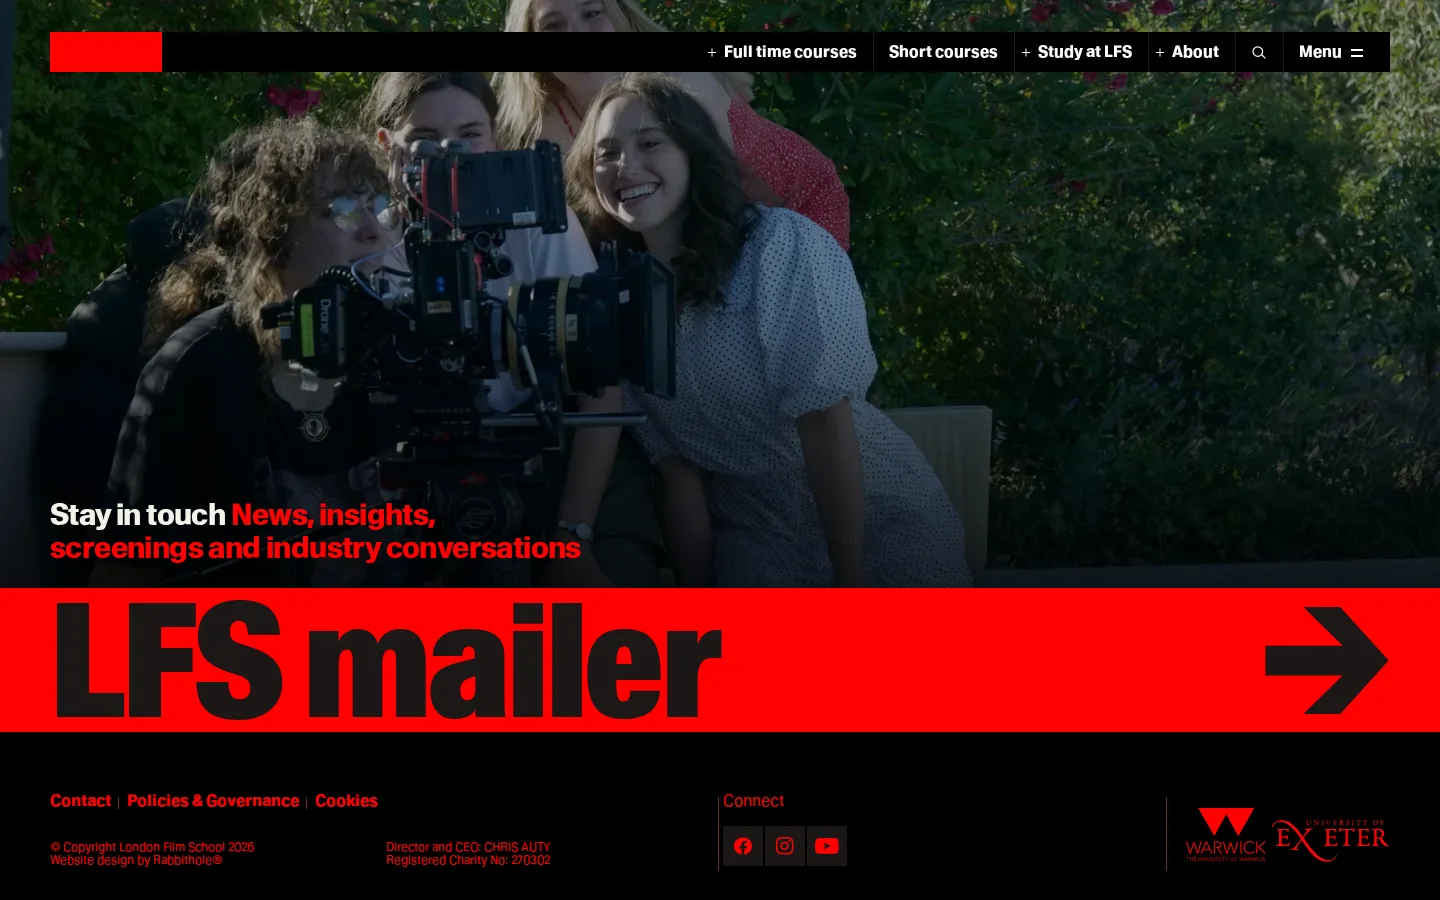 Full time courses
Short courses
Study at LFS
About
Menu
Drone
Stay in touch News, insights,
screenings and industry conversations
LFS mailer
Contact
Policies & Governance
Cookies
Connect
© Copyright London Film School 2026
Website design by Rabbithole®
Director and CEO: CHRIS AUTY
Registered Charity No: 270302
WARWICK
THE UNIVERSITY OF WARWICK
UNIVERSITY OF
EXETER